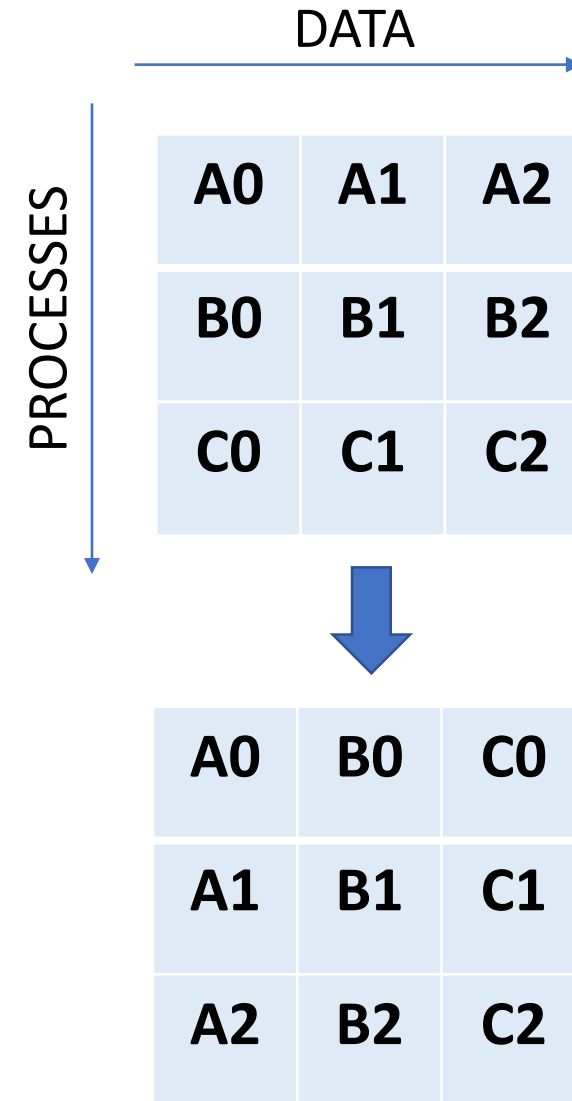 DATA
PROCESSES
A0 A1 A2
B0 B1 B2
C0 C1 C2
A0 B0 C0
A1 B1 C1
A2 B2 C2